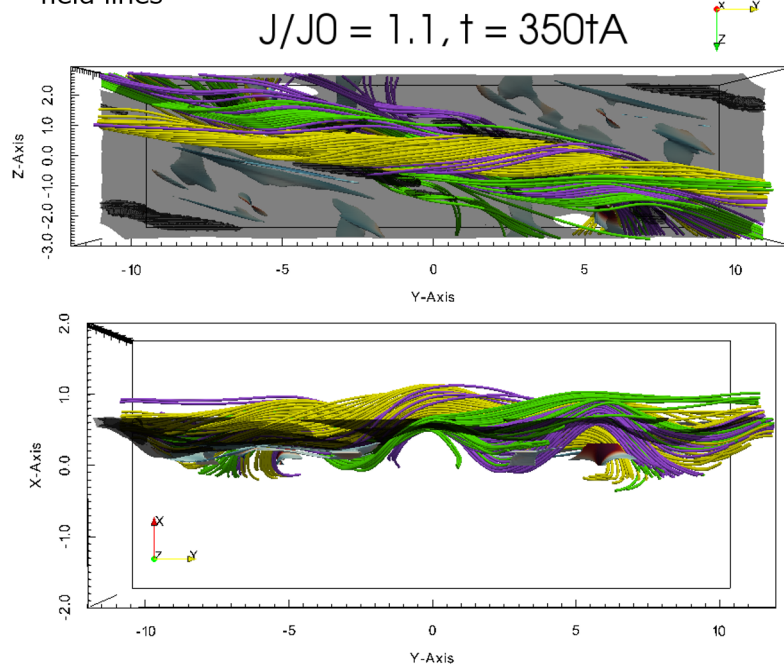 field lines
J/J0 = 1.1, t = 350tA
X
Y
Z
Z-Axis
2.0
1.0
0.0
-1.0
-2.0
-3.0
-10
-5
0
5
10
Y-Axis
X-Axis
2.0
1.0
0.0
-1.0
-2.0
X
Z
Y
-10
-5
0
5
10
Y-Axis